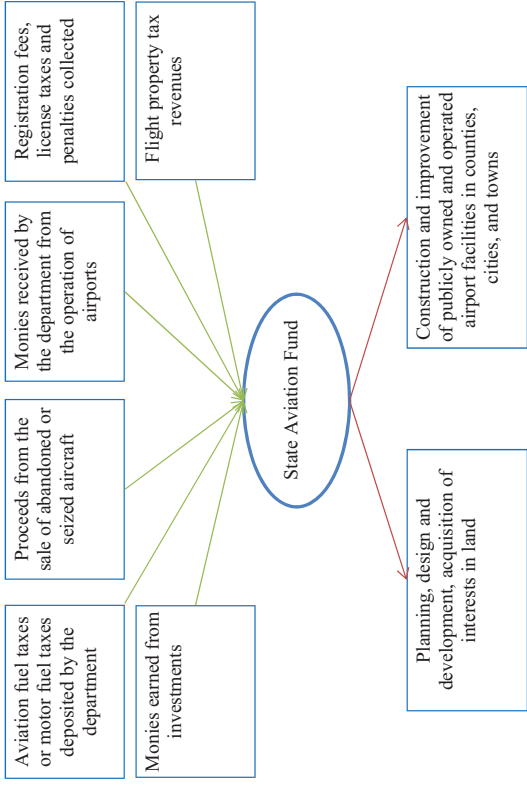 Aviation fuel taxes
or motor fuel taxes
deposited by the
department
Proceeds from the
sale of abandoned or
seized aircraft
Monies received by
the department from
the operation of
airports
Registration fees,
license taxes and
penalties collected
Monies earned from
investments
Flight property tax
revenues
State Aviation Fund
Planning, design and
development, acquisition of
interests in land
Construction and improvement
of publicly owned and operated
airport facilities in counties,
cities, and towns